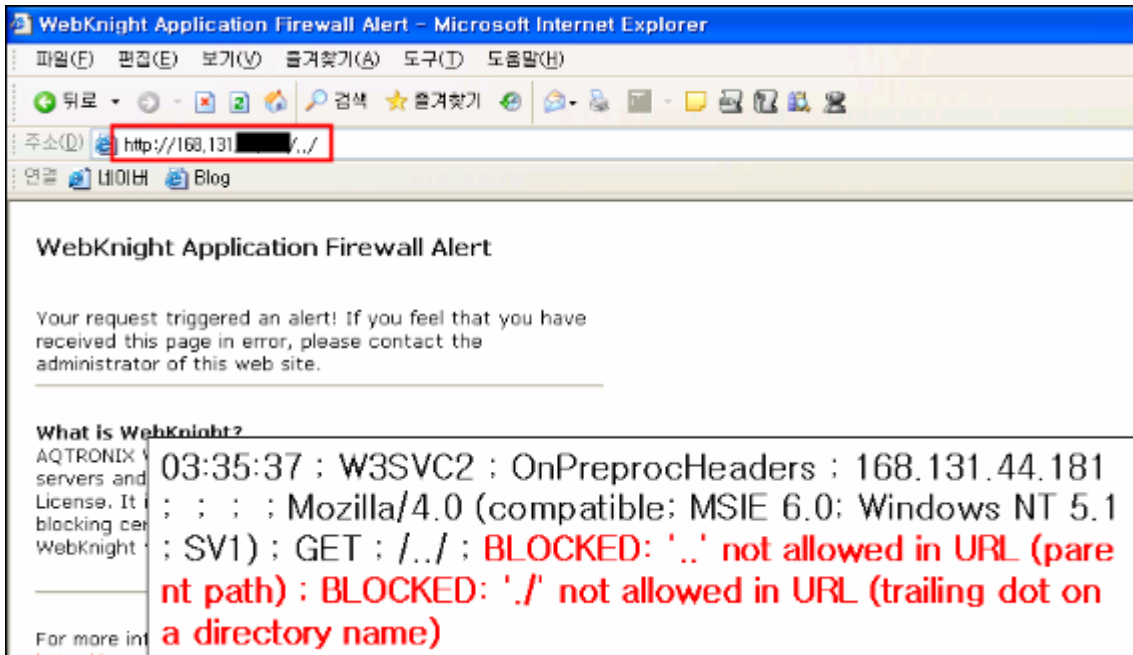 WebKnight Application Firewall Alert - Microsoft Internet Explorer
파일(F) 편집(E) 보기(V) 즐겨찾기(A) 도구(T) 도움말(H)
뒤로 검색 즐겨찾기
주소(D) http://168.131. /../
연결 네이버 Blog
WebKnight Application Firewall Alert
Your request triggered an alert! If you feel that you have
received this page in error, please contact the
administrator of this web site.
What is WebKnight?
AQTRONIX
servers and
License. It
blocking
WebKnight
For more
03:35:37 ; W3SVC2 ; OnPreprocHeaders ; 168.131.44.181
; ; ; ; Mozilla/4.0 (compatible; MSIE 6.0; Windows NT 5.1
; SV1) ; GET ; /../ ; BLOCKED: '..' not allowed in URL (pare
nt path) ; BLOCKED: './' not allowed in URL (trailing dot on
a directory name)